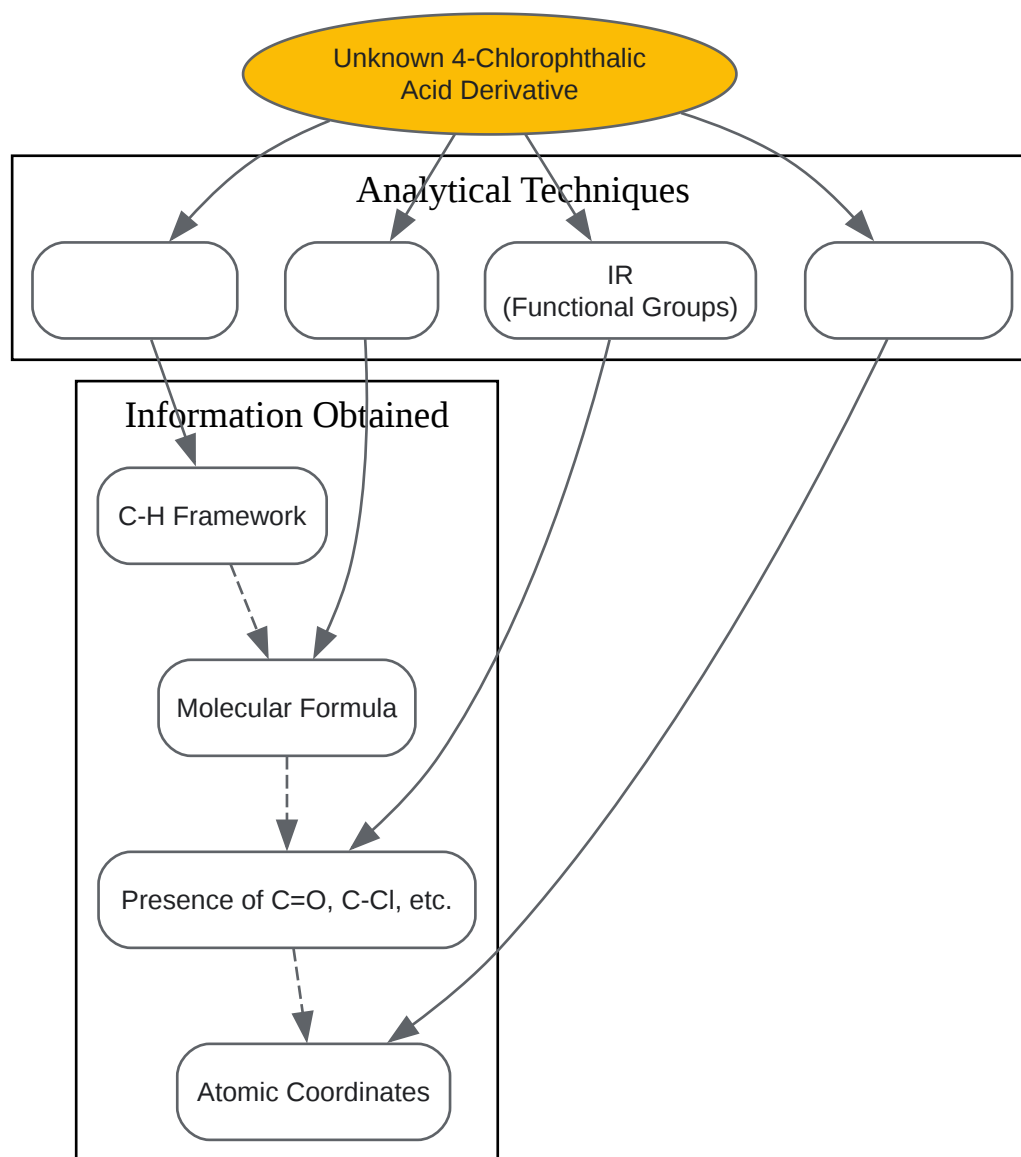 Unknown 4-Chlorophthalic
Acid Derivative
Analytical Techniques
IR
(Functional Groups)
Information Obtained
C-H Framework
Molecular Formula
Presence of C=O, C-Cl, etc.
Atomic Coordinates